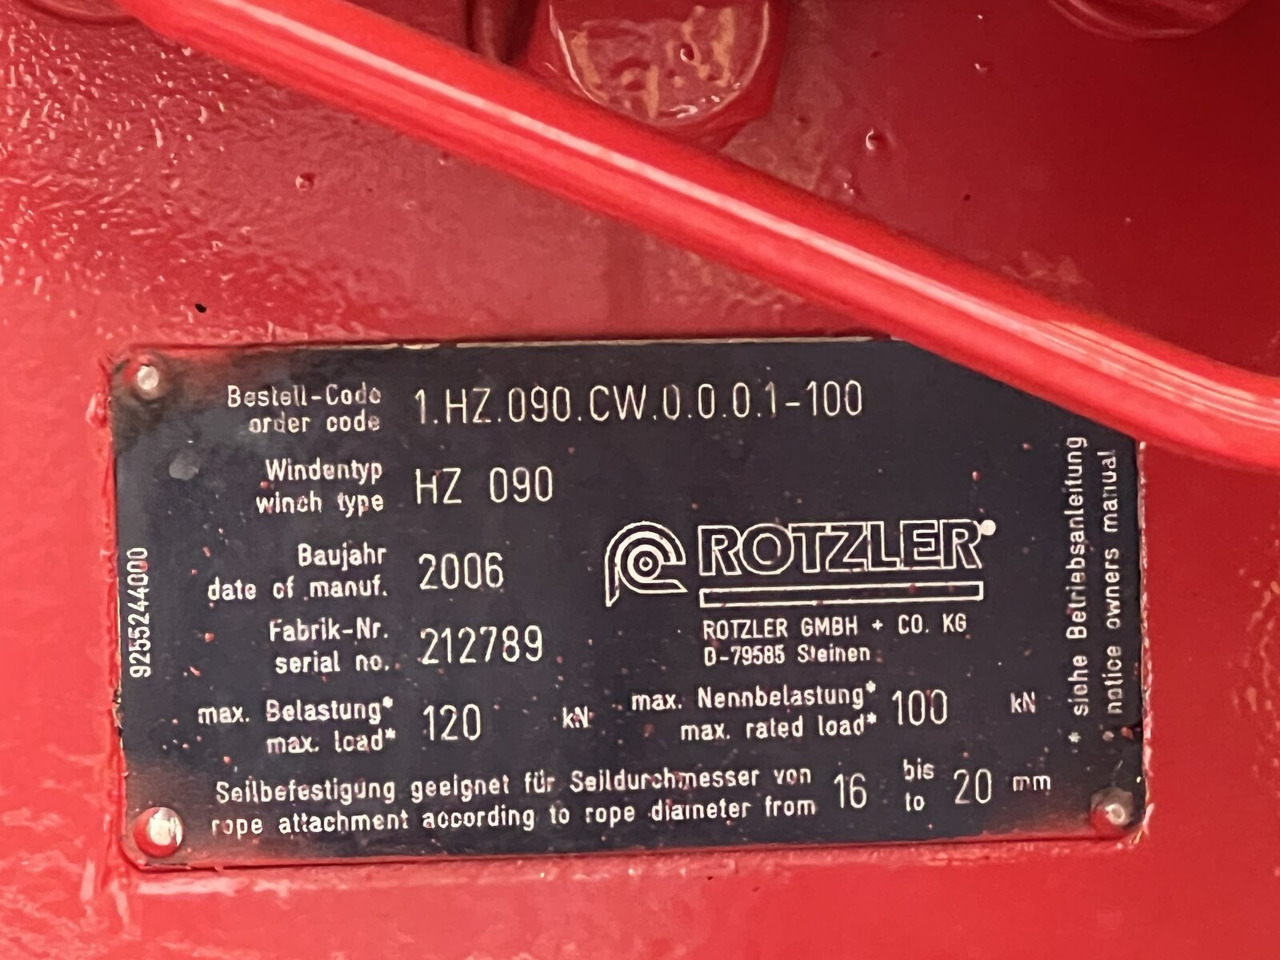 Bestell-Code
order code
1.HZ.090.CW.0.0.0.1-100
Windentyp
winch type
HZ 090
Baujahr
date of manuf.
2006
Fabrik-Nr.
serial no.
212789
ROTZLER
ROTZLER GMBH + CO. KG
D-79585 Steinen
max. Belastung*
max. load*
120 kN
max. Nennbelastung*
max. rated load*
100 kN
Seilbefestigung geeignet für Seildurchmesser von
rope attachment according to rope diameter from
16
bis
to
20 mm
9255244000
* siehe Betriebsanleitung
* notice owners manual